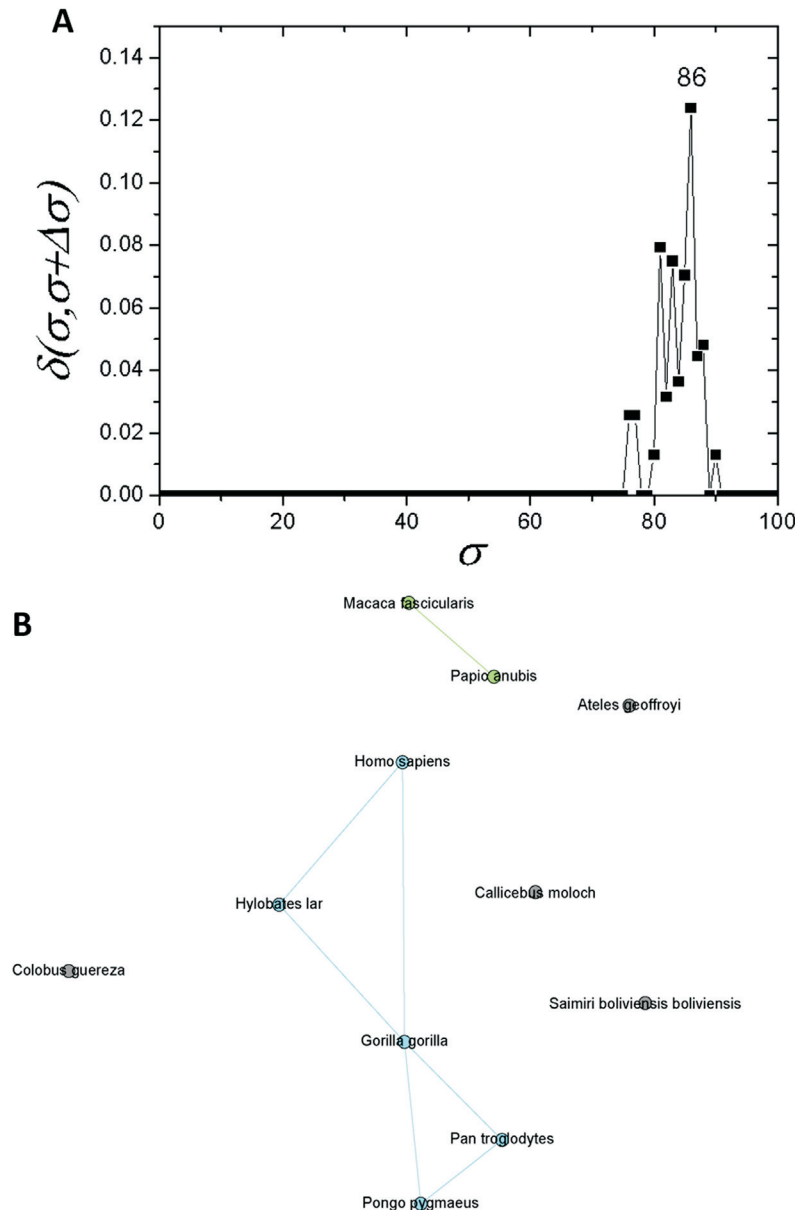 A
0.14
86
0.12
0.10
0.08
0.06
0.04
0.02
0.00
δ(σ,σ+Δσ)
0 20 40 60 80 100
σ
B
Macaca fascicularis
Papio anubis
Ateles geoffroyi
Homo sapiens
Callicebus moloch
Hylobates lar
Colobus guereza
Saimiri boliviensis boliviensis
Gorilla gorilla
Pan troglodytes
Pongo pygmaeus